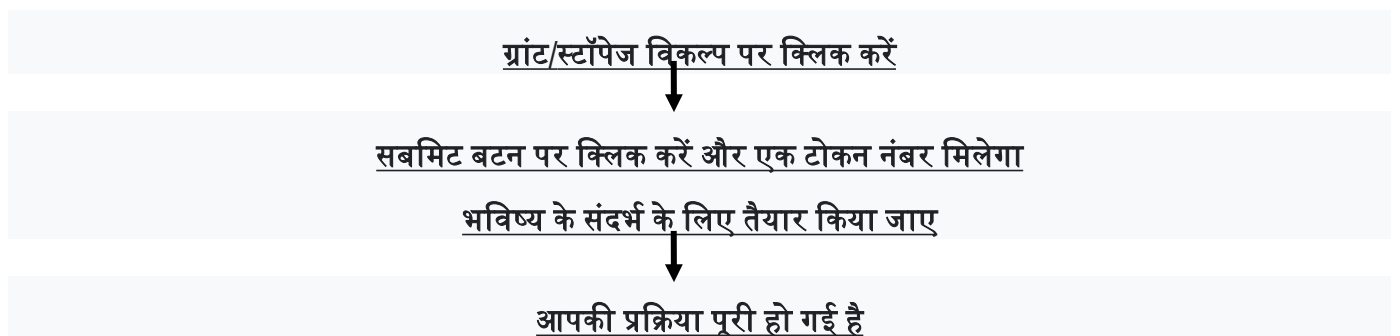 ग्रांट/स्टॉपेज विकल्प पर क्लिक करें
सबमिट बटन पर क्लिक करें और एक टोकन नंबर मिलेगा
भविष्य के संदर्भ के लिए तैयार किया जाए
आपकी प्रक्रिया पूरी हो गई है